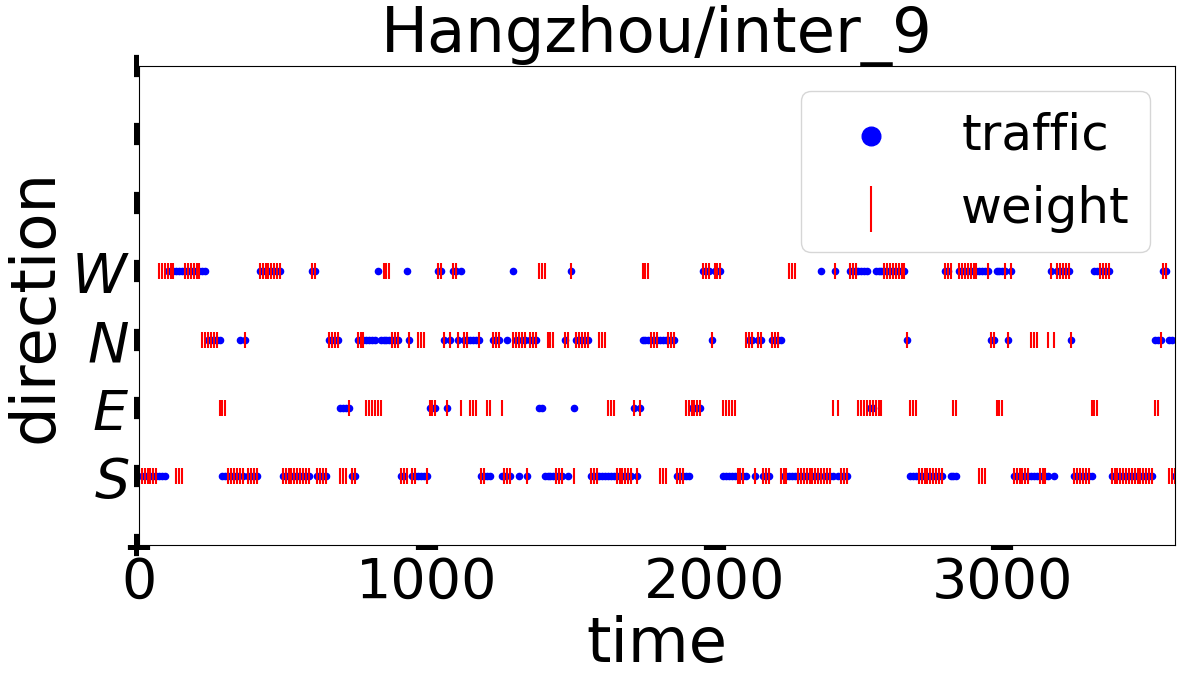 Hangzhou/inter_9
traffic
weight
direction
W
N
E
S
0 1000 2000 3000
time